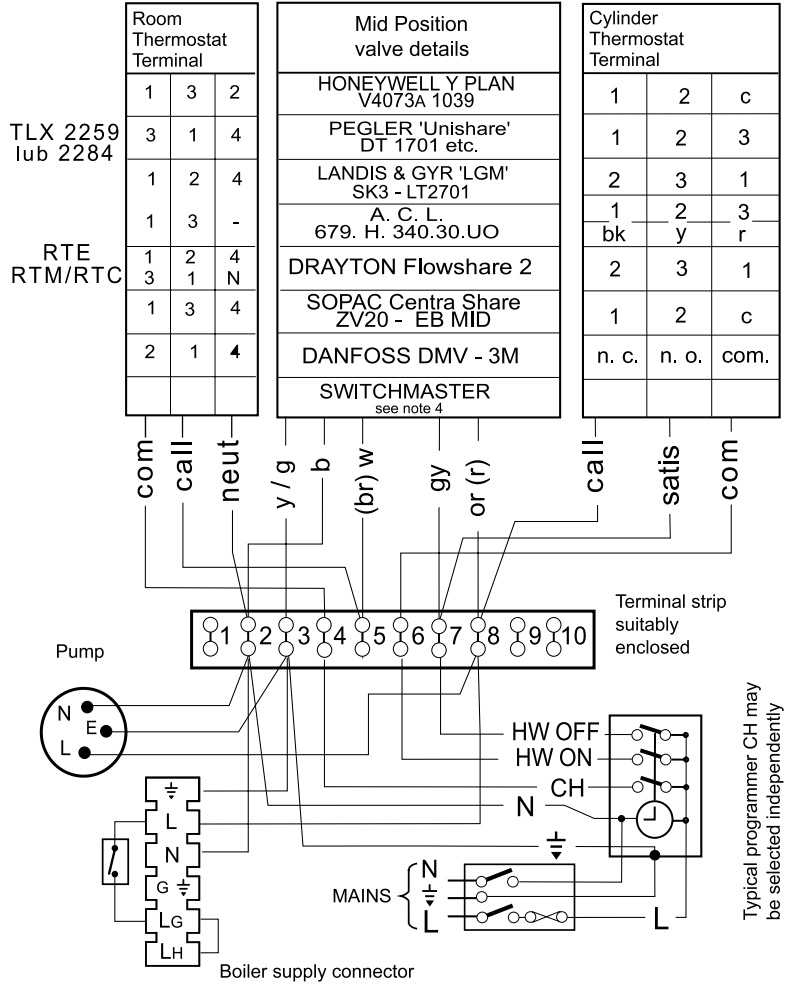 Room
Thermostat
Terminal
Mid Position
valve details
Cylinder
Thermostat
Terminal
1 3 2
HONEYWELL Y PLAN
V4073A 1039
1 2 c
TLX 2259
Iub 2284
3 1 4
PEGLER 'Unishare'
DT 1701 etc.
1 2 3
1 2 4
LANDIS & GYR 'LGM'
SK3 - LT2701
2 3 1
1 3 -
A. C. L.
679. H. 340.30.UO
1 2 3
bk y r
RTE
RTM/RTC
1 2 4
3 1 N
DRAYTON Flowshare 2
2 3 1
1 3 4
SOPAC Centra Share
ZV20 - EB MID
1 2 c
2 1 4
DANFOSS DMV - 3M
n. c. n. o. com.
SWITCHMASTER
see note 4
com
call
neut
y / g
b
(br) w
gy
or (r)
call
satis
com
1 2 3 4 5 6 7 8 9 10
Terminal strip
suitably
enclosed
Pump
N
E
L
HW OFF
HW ON
CH
N
Typical programmer CH may
be selected independently
L
N
G
LG
LH
Boiler supply connector
MAINS
N
L
L